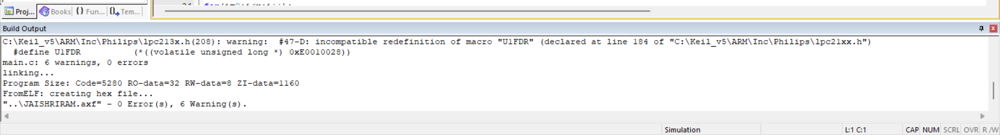 Proj... Books {} Fun... Tem...
Build Output
C:\Keil_v5\ARM\Inc\Philips\lpc213x.h(208): warning:  #47-D: incompatible redefinition of macro "U1FDR" (declared at line 184 of "C:\Keil_v5\ARM\Inc\Philips\lpc21xx.h")
  #define U1FDR          (*((volatile unsigned long *) 0xE0010028))
main.c: 6 warnings, 0 errors
linking...
Program Size: Code=5280 RO-data=32 RW-data=8 ZI-data=1160
FromELF: creating hex file...
"..\JAISHRIRAM.axf" - 0 Error(s), 6 Warning(s).
Simulation L:1 C:1 CAP NUM SCRL OVR R /W